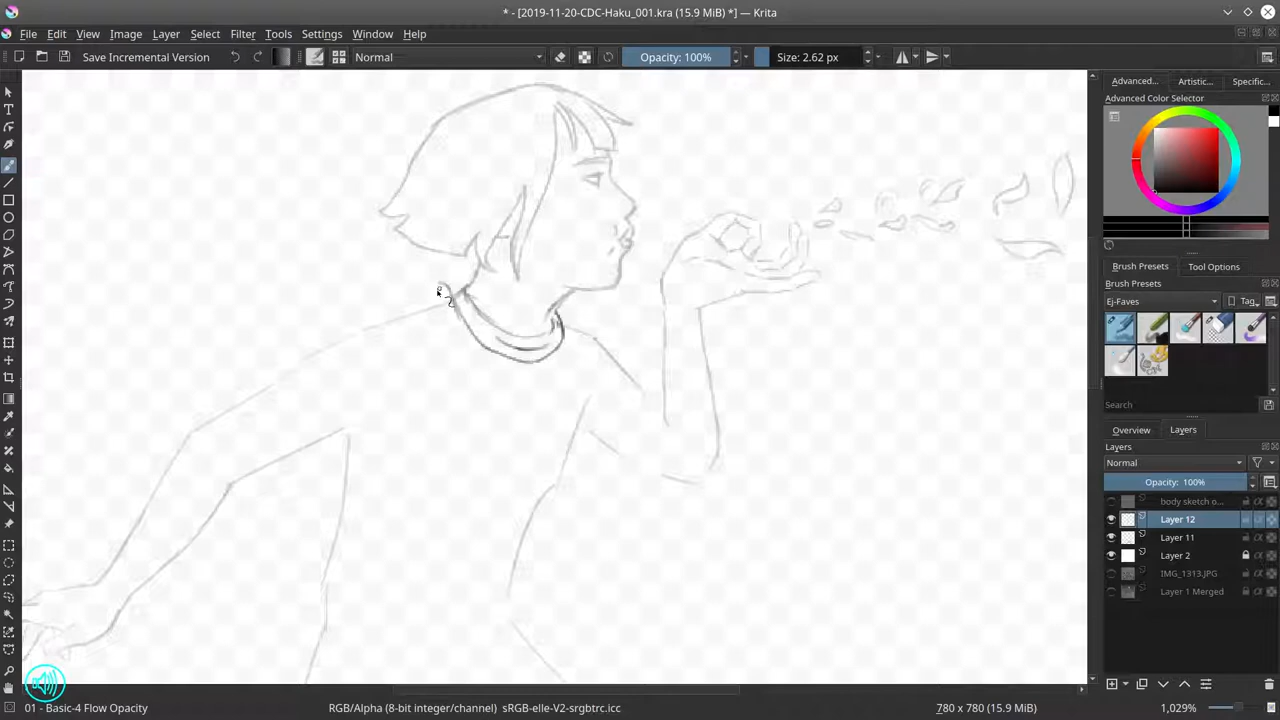 * - [2019-11-20-CDC-Haku_001.kra (15.9 MiB) *] — Krita
File Edit View Image Layer Select Filter Tools Settings Window Help
Save Incremental Version Normal Opacity: 100% Size: 2.62 px
Advanced... Artistic... Specific...
Advanced Color Selector
Brush Presets Tool Options
Brush Presets
Ej-Faves Tag
Search
Overview Layers
Layers
Normal
Opacity: 100%
body sketch o...
Layer 12
Layer 11
Layer 2
IMG_1313.JPG
Layer 1 Merged
01 - Basic-4 Flow Opacity RGB/Alpha (8-bit integer/channel) sRGB-elle-V2-srgbtrc.icc 780 x 780 (15.9 MiB) 1,029%